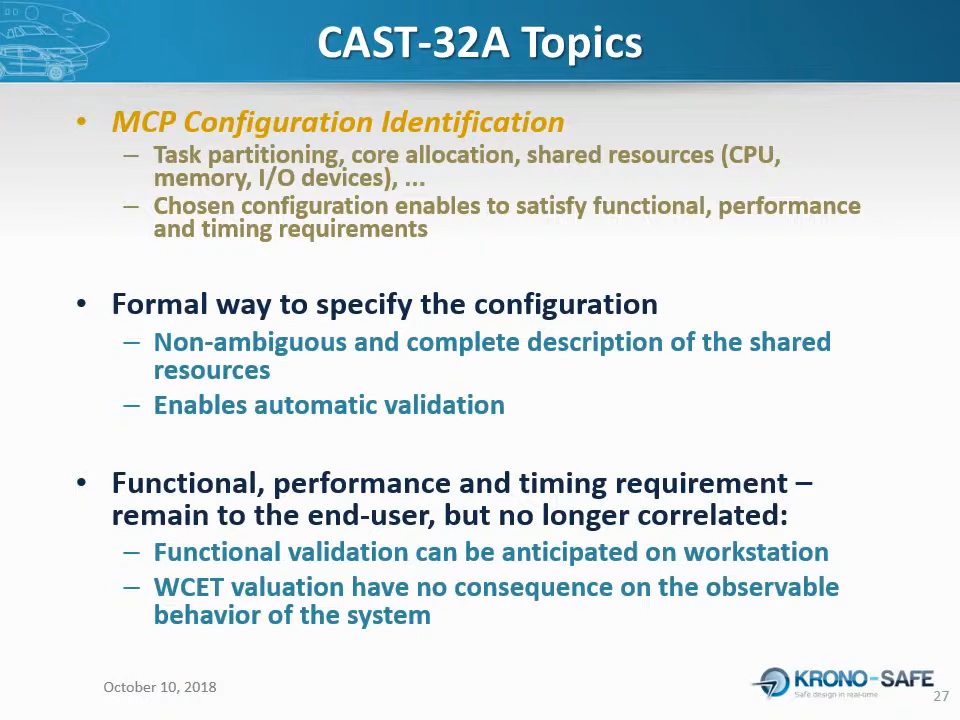 CAST-32A Topics
• MCP Configuration Identification
– Task partitioning, core allocation, shared resources (CPU,
memory, I/O devices), ...
– Chosen configuration enables to satisfy functional, performance
and timing requirements
• Formal way to specify the configuration
– Non-ambiguous and complete description of the shared
resources
– Enables automatic validation
• Functional, performance and timing requirement –
remain to the end-user, but no longer correlated:
– Functional validation can be anticipated on workstation
– WCET valuation have no consequence on the observable
behavior of the system
October 10, 2018
KRONO-SAFE
Safe design in real-time
27